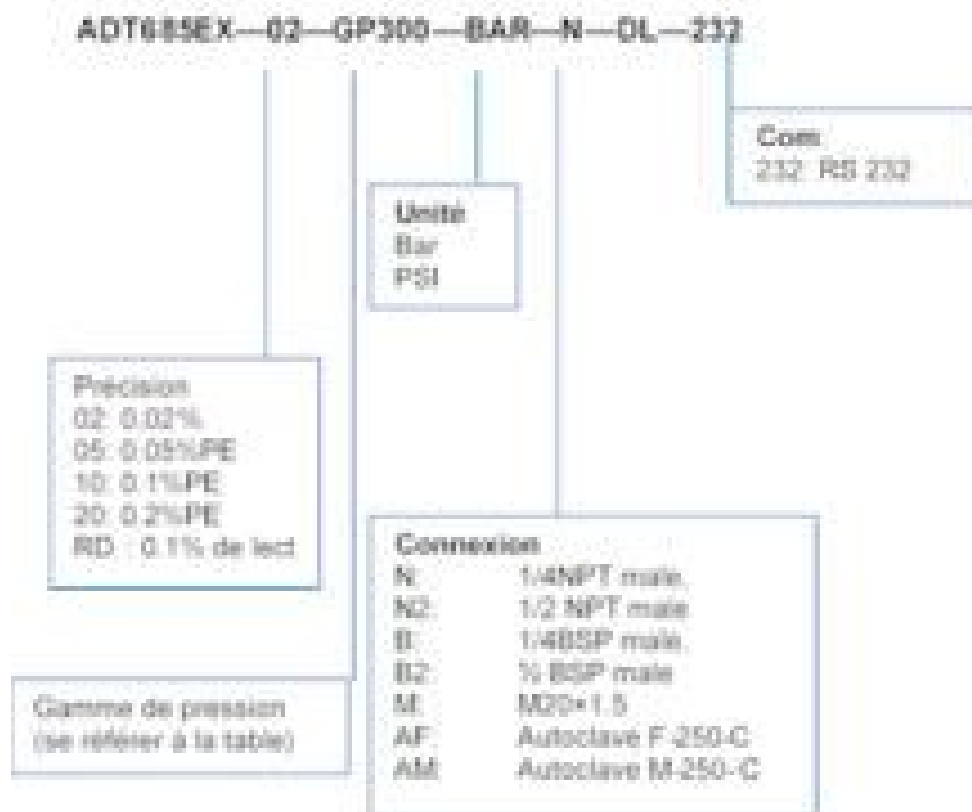 ADT685EX—02—GP300—BAR—N—DL—232
Com
232: RS 232
Unité
Bar
PSI
Précision
02: 0.02%
05: 0.05%PE
10: 0.1%PE
20: 0.2%PE
RD : 0.1% de lect
Connexion
N: 1/4NPT male.
N2: 1/2 NPT male
B: 1/4BSP male.
B2: ½ BSP male
M: M20*1.5
AF: Autoclave F-250-C
AM: Autoclave M-250-C
Gamme de pression
(se référer à la table)